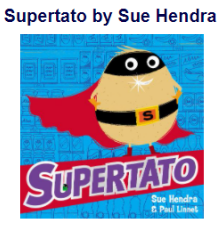 Supertato by Sue Hendra
S
SUPERTATO
Sue Hendra
& Paul Linnet